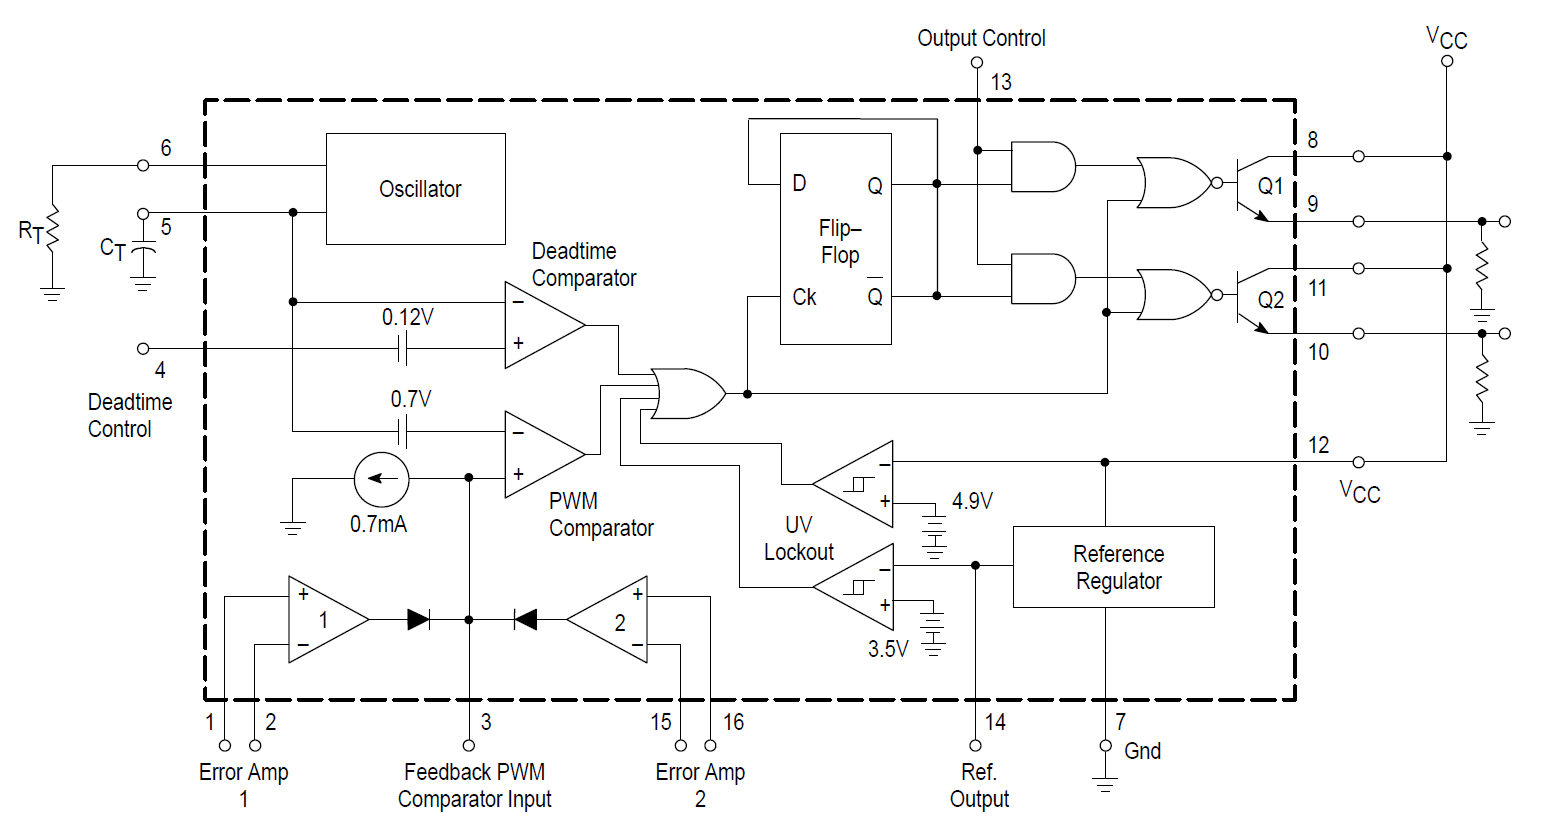 Output Control
VCC
13
6
8
Oscillator
D
Q
Q1
RT
5
9
CT
Flip–
Flop
Deadtime
Comparator
–
0.12V
Ck
Q
11
Q2
+
4
10
Deadtime
Control
0.7V
–
12
–
+
VCC
4.9V
+
0.7mA
PWM
Comparator
UV
Lockout
Reference
Regulator
–
+
+
1
–
+
2
–
3.5V
1
2
3
15
16
14
7
Gnd
Error Amp
1
Feedback PWM
Comparator Input
Error Amp
2
Ref.
Output